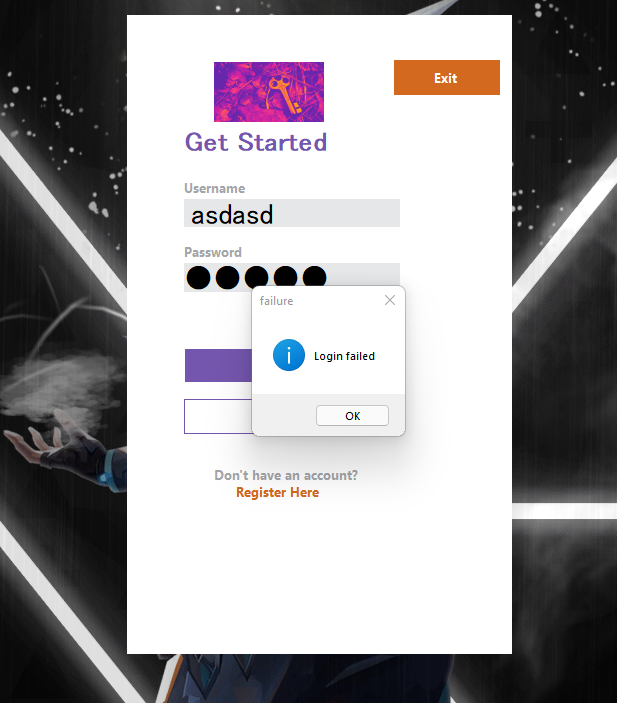 Exit
Get Started
Username
asdasd
Password
failure
Login failed
OK
Don't have an account?
Register Here